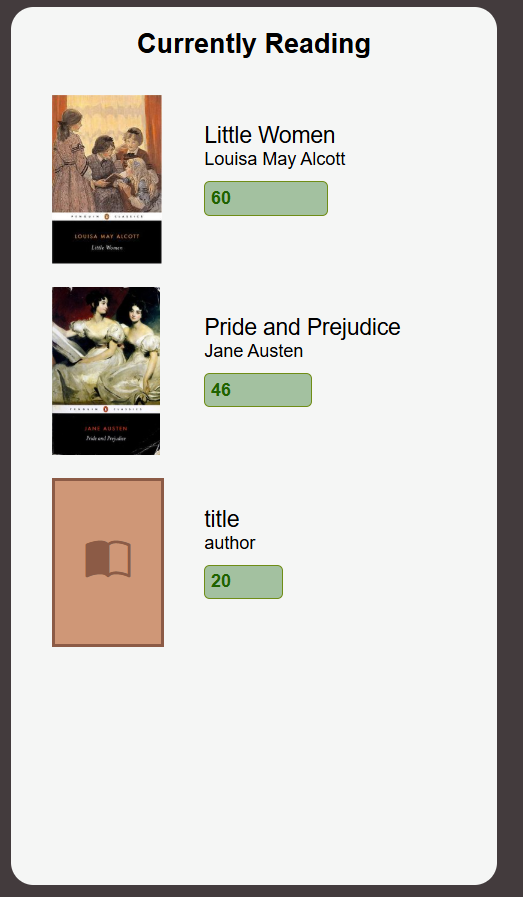 Currently Reading
PENGUIN CLASSICS
LOUISA MAY ALCOTT
Little Women
Little Women
Louisa May Alcott
60
PENGUIN CLASSICS
JANE AUSTEN
Pride and Prejudice
Pride and Prejudice
Jane Austen
46
title
author
20